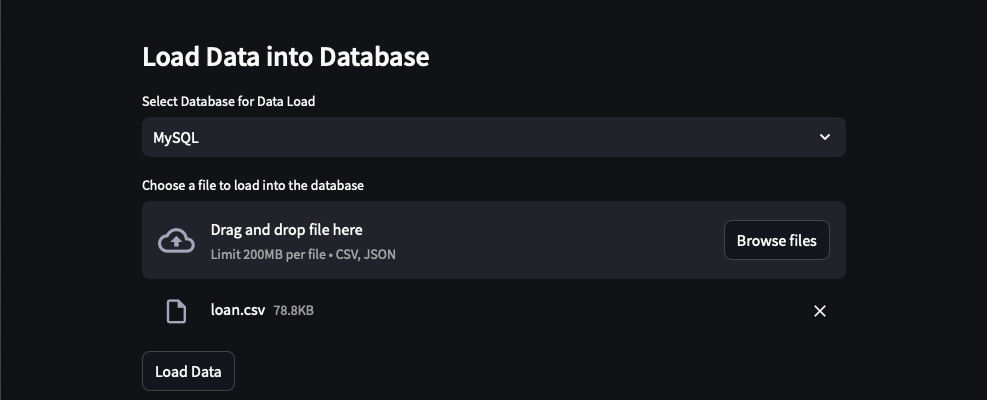 Load Data into Database
Select Database for Data Load
MySQL
Choose a file to load into the database
Drag and drop file here
Limit 200MB per file • CSV, JSON
Browse files
loan.csv 78.8KB
Load Data